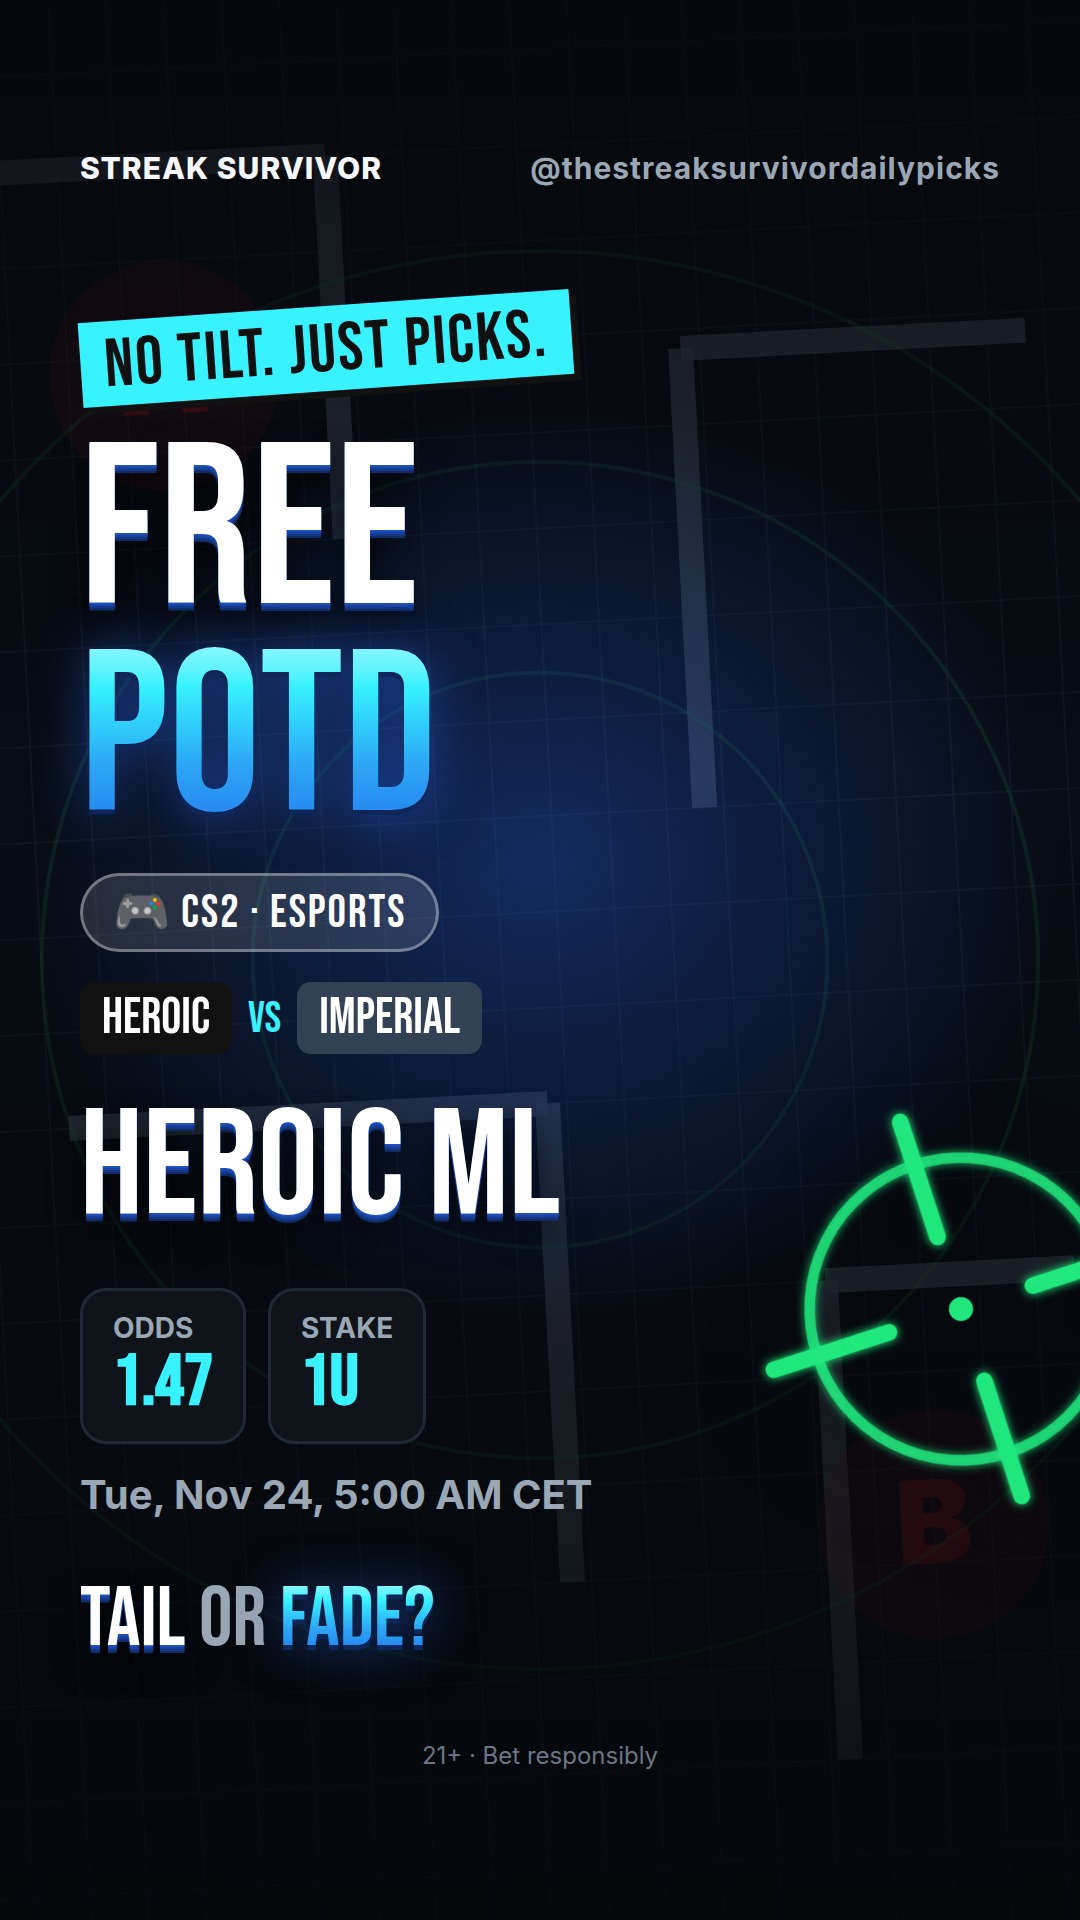 STREAK SURVIVOR @thestreaksurvivordailypicks
NO TILT. JUST PICKS.
FREE
POTD
CS2 · ESPORTS
HEROIC VS IMPERIAL
HEROIC ML
ODDS STAKE
1.47 1U
Tue, Nov 24, 5:00 AM CET
B
TAIL OR FADE?
21+ · Bet responsibly